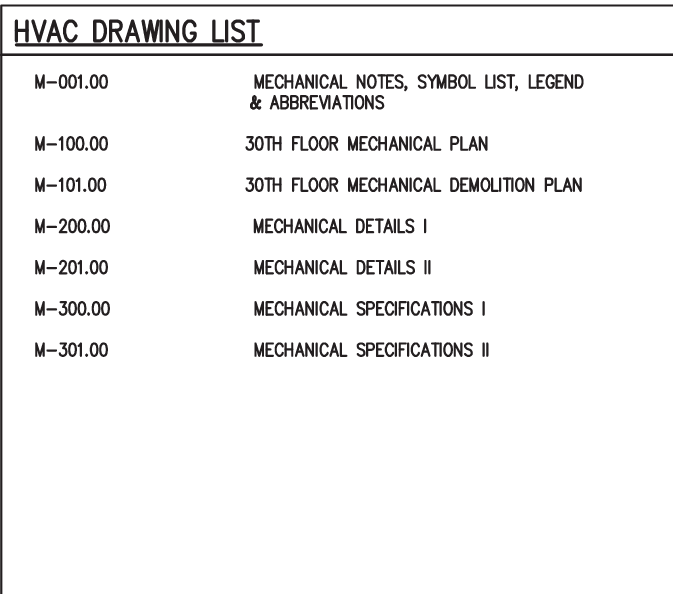 HVAC DRAWING LIST
M-001.00 MECHANICAL NOTES, SYMBOL LIST, LEGEND
& ABBREVIATIONS
M-100.00 30TH FLOOR MECHANICAL PLAN
M-101.00 30TH FLOOR MECHANICAL DEMOLITION PLAN
M-200.00 MECHANICAL DETAILS I
M-201.00 MECHANICAL DETAILS II
M-300.00 MECHANICAL SPECIFICATIONS I
M-301.00 MECHANICAL SPECIFICATIONS II